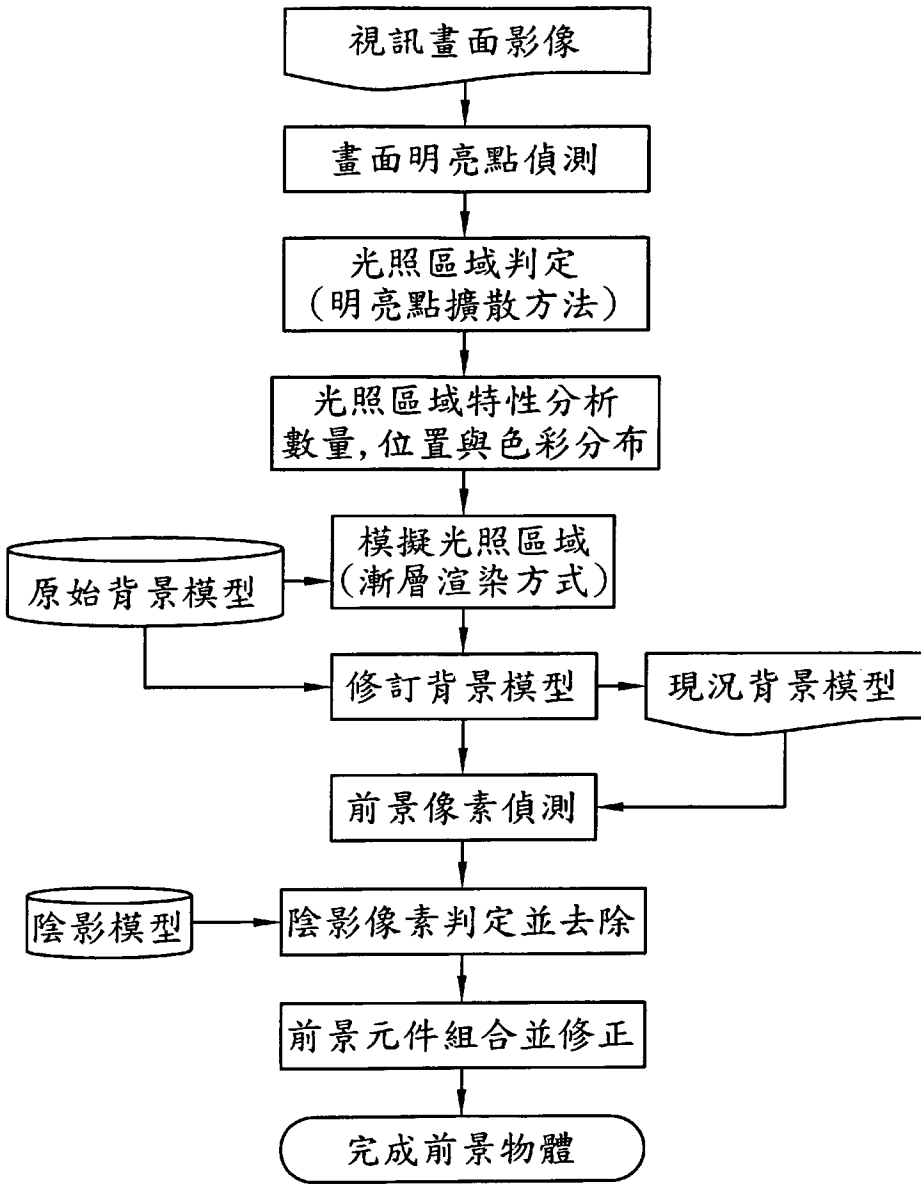 視訊畫面影像
畫面明亮點偵測
光照區域判定
(明亮點擴散方法)
光照區域特性分析
數量,位置與色彩分布
模擬光照區域
(漸層渲染方式)
原始背景模型
修訂背景模型
現況背景模型
前景像素偵測
陰影模型
陰影像素判定並去除
前景元件組合並修正
完成前景物體